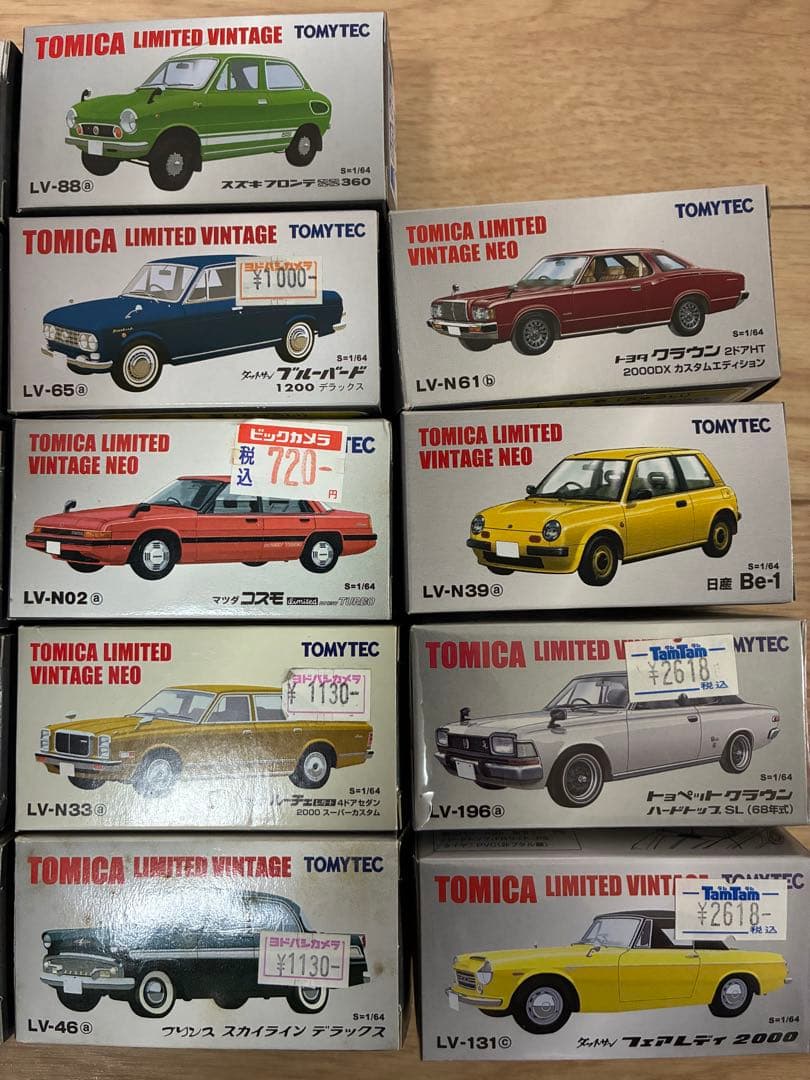 TOMICA LIMITED VINTAGE TOMYTEC
S=1/64
LV-88ⓐ スズキフロンテSS360
TOMICA LIMITED VINTAGE TOMYTEC
ヨドバシカメラ
¥1000-
S=1/64
ダットサン ブルーバード
LV-65ⓐ 1200 デラックス
TOMICA LIMITED
VINTAGE NEO
TEC
ビックカメラ
税込 720-円
S=1/64
LV-N02ⓐ マツダ コスモ Limited TURBO
TOMICA LIMITED
VINTAGE NEO
TOMYTEC
ヨドバシカメラ
¥1130-
S=1/64
ルーチェ 4ドアセダン
LV-N33ⓐ 2000 スーパーカスタム
TOMICA LIMITED VINTAGE TOMYTEC
ヨドバシカメラ
¥1130-
S=1/64
LV-46ⓐ プリンス スカイライン デラックス
TOMICA LIMITED
VINTAGE NEO
TOMYTEC
S=1/64
トヨタ クラウン 2ドアHT
LV-N61ⓑ 2000DX カスタムエディション
TOMICA LIMITED
VINTAGE NEO
TOMYTEC
S=1/64
LV-N39ⓐ 日産 Be-1
TOMICA LIMITED MYTEC
TamTam
¥2618-
税込
S=1/64
トヨペット クラウン
LV-196ⓐ ハードトップ SL (68年式)
TOMICA LIMITED VINTA TOMYTEC
TamTam
¥2618-
税込
S=1/64
LV-131ⓒ ダットサン フェアレディ 2000